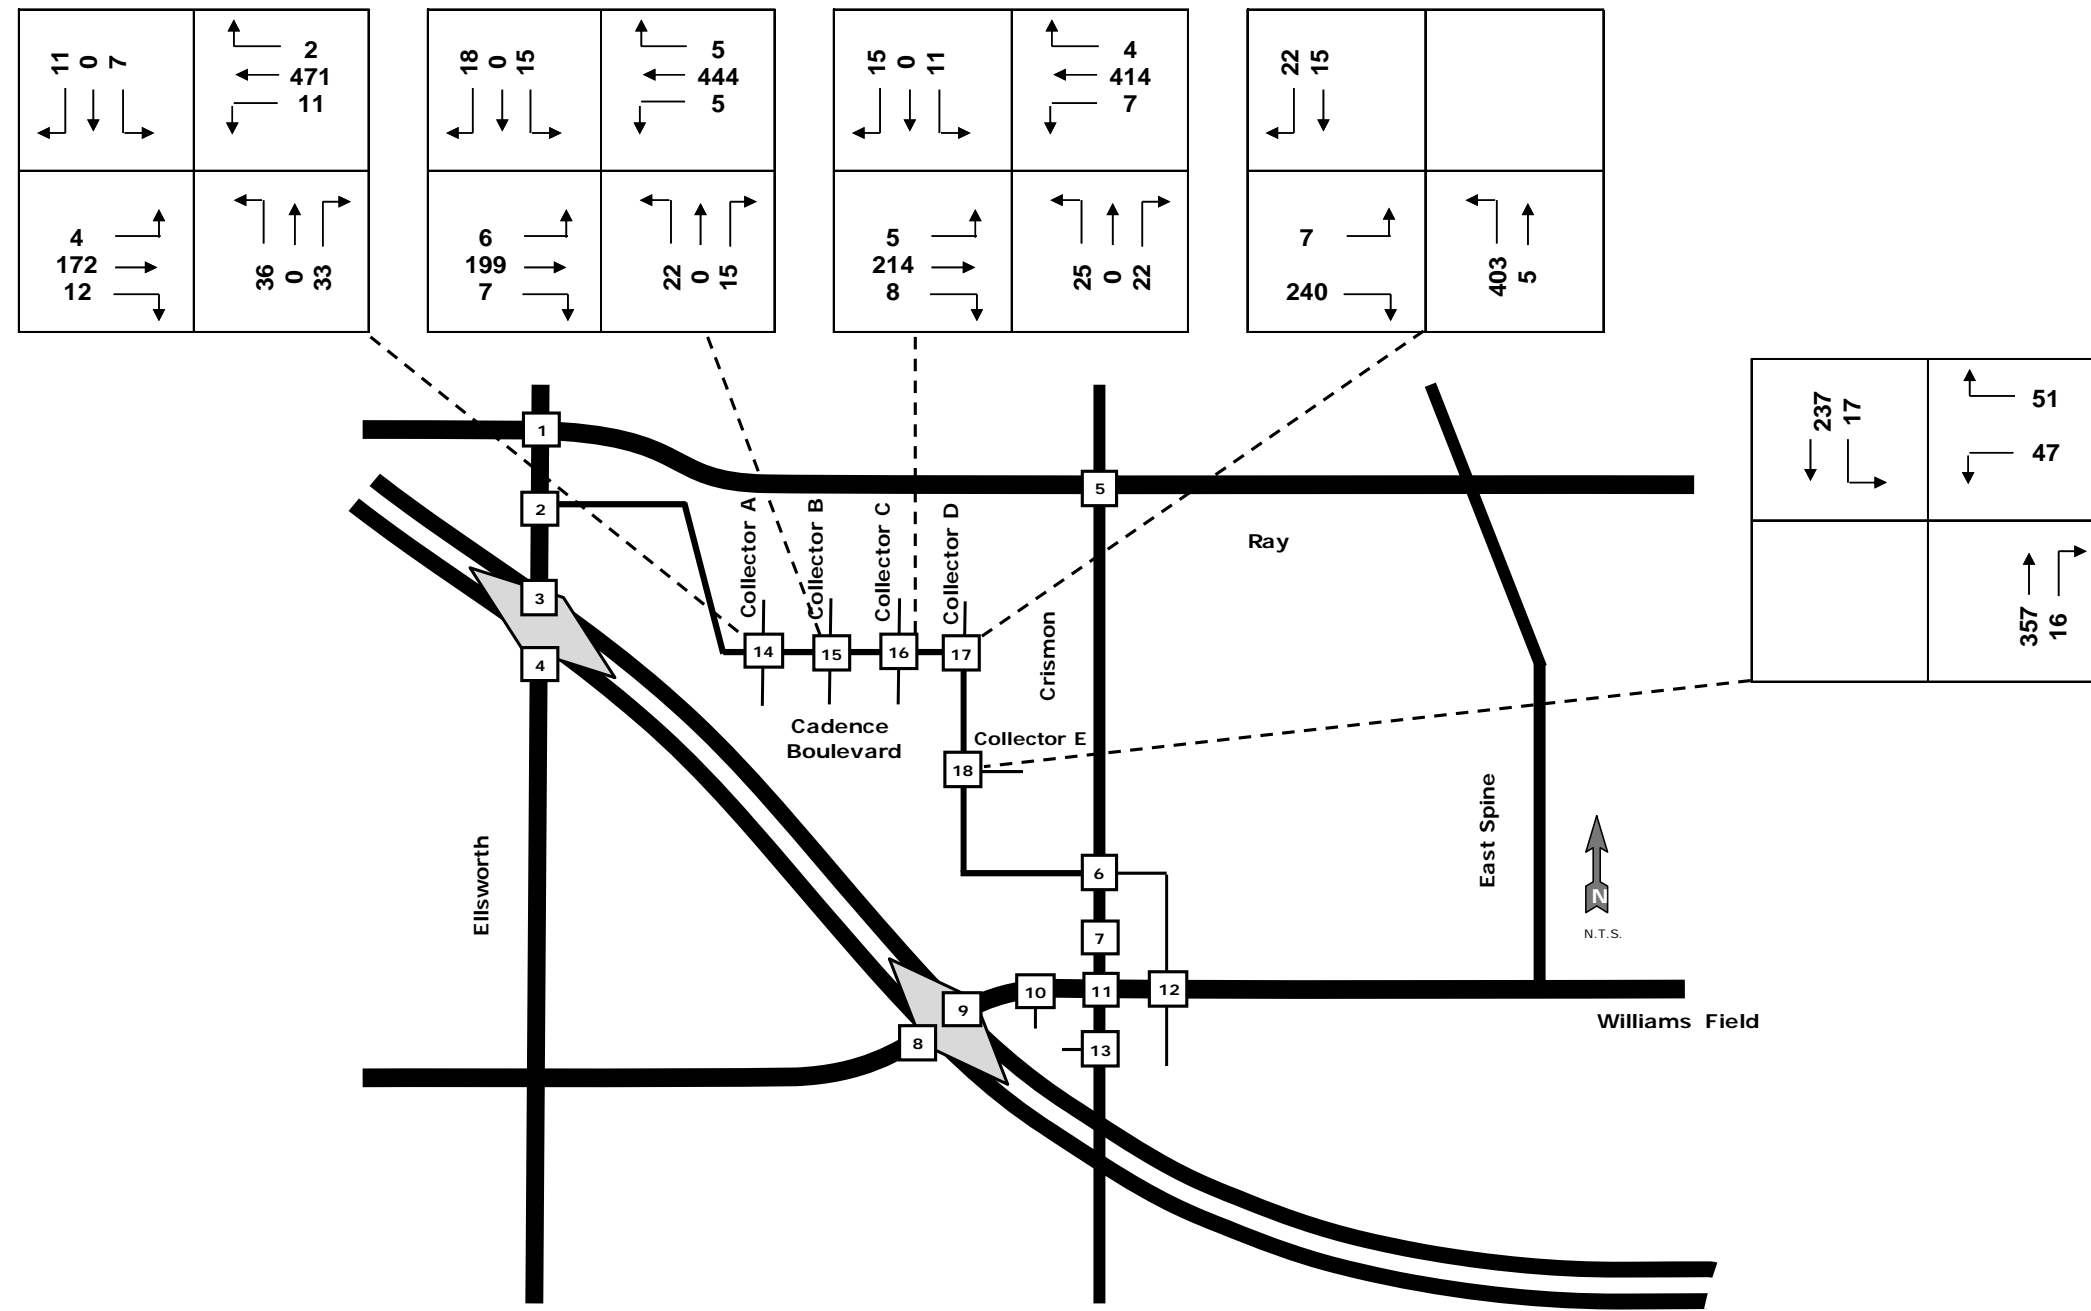 11 0 7
2
471
11
4
172
12
36 0 33
18 0 15
5
444
5
6
199
7
22 0 15
15 0 11
4
414
7
5
214
8
25 0 22
22 15
7
240
403 5
237 17
51
47
357 16
1
2
3
4
5
Ray
Collector A
Collector B
Collector C
Collector D
Crismon
14
15
16
17
Cadence
Boulevard
Collector E
18
Ellsworth
East Spine
N
N.T.S.
6
7
8
9
10
11
12
13
Williams Field